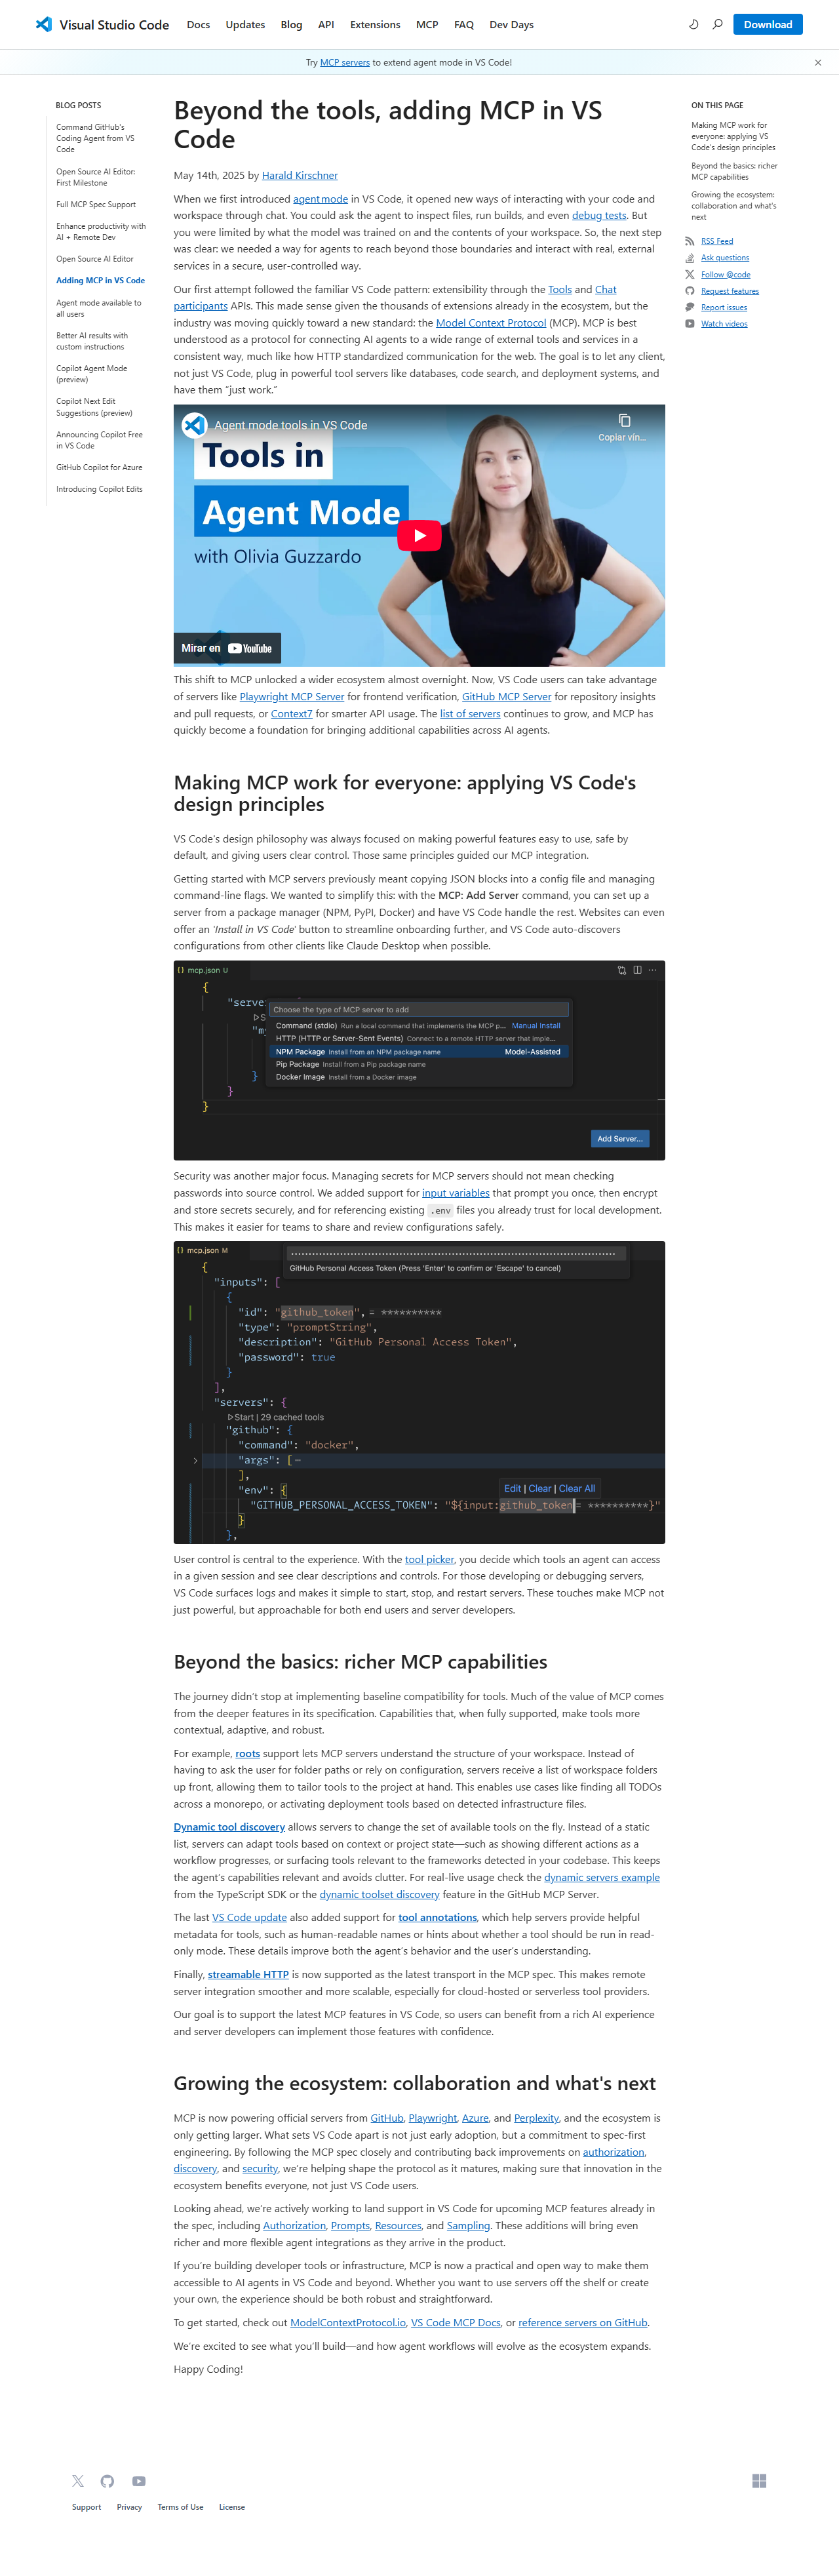 Visual Studio Code
Docs
Updates
Blog
API
Extensions
MCP
FAQ
Dev Days
Download
Try MCP servers to extend agent mode in VS Code!
BLOG POSTS
Command GitHub's
Coding Agent from VS
Code
Open Source AI Editor:
First Milestone
Full MCP Spec Support
Enhance productivity with
AI + Remote Dev
Open Source AI Editor
Adding MCP in VS Code
Agent mode available to
all users
Better AI results with
custom instructions
Copilot Agent Mode
(preview)
Copilot Next Edit
Suggestions (preview)
Announcing Copilot Free
in VS Code
GitHub Copilot for Azure
Introducing Copilot Edits
Beyond the tools, adding MCP in VS
Code
May 14th, 2025 by Harald Kirschner
When we first introduced agent mode in VS Code, it opened new ways of interacting with your code and
workspace through chat. You could ask the agent to inspect files, run builds, and even debug tests. But
you were limited by what the model was trained on and the contents of your workspace. So, the next step
was clear: we needed a way for agents to reach beyond those boundaries and interact with real, external
services in a secure, user-controlled way.
Our first attempt followed the familiar VS Code pattern: extensibility through the Tools and Chat
participants APIs. This made sense given the thousands of extensions already in the ecosystem, but the
industry was moving quickly toward a new standard: the Model Context Protocol (MCP). MCP is best
understood as a protocol for connecting AI agents to a wide range of external tools and services in a
consistent way, much like how HTTP standardized communication for the web. The goal is to let any client,
not just VS Code, plug in powerful tool servers like databases, code search, and deployment systems, and
have them “just work.”
Agent mode tools in VS Code
Copiar vín...
Tools in
Agent Mode
with Olivia Guzzardo
Mirar en YouTube
This shift to MCP unlocked a wider ecosystem almost overnight. Now, VS Code users can take advantage
of servers like Playwright MCP Server for frontend verification, GitHub MCP Server for repository insights
and pull requests, or Context7 for smarter API usage. The list of servers continues to grow, and MCP has
quickly become a foundation for bringing additional capabilities across AI agents.
Making MCP work for everyone: applying VS Code's
design principles
VS Code's design philosophy was always focused on making powerful features easy to use, safe by
default, and giving users clear control. Those same principles guided our MCP integration.
Getting started with MCP servers previously meant copying JSON blocks into a config file and managing
command-line flags. We wanted to simplify this: with the MCP: Add Server command, you can set up a
server from a package manager (NPM, PyPI, Docker) and have VS Code handle the rest. Websites can even
offer an 'Install in VS Code' button to streamline onboarding further, and VS Code auto-discovers
configurations from other clients like Claude Desktop when possible.
{} mcp.json U
{
"serve
Choose the type of MCP server to add
Command (stdio) Run a local command that implements the MCP p... Manual Install
"my
HTTP (HTTP or Server-Sent Events) Connect to a remote HTTP server that imple...
NPM Package Install from an NPM package name Model-Assisted
Pip Package Install from a Pip package name
} Docker Image Install from a Docker image
}
}
Add Server...
Security was another major focus. Managing secrets for MCP servers should not mean checking
passwords into source control. We added support for input variables that prompt you once, then encrypt
and store secrets securely, and for referencing existing .env files you already trust for local development.
This makes it easier for teams to share and review configurations safely.
{} mcp.json M
GitHub Personal Access Token (Press 'Enter' to confirm or 'Escape' to cancel)
{
"inputs": [
{
"id": "github_token", = **********
"type": "promptString",
"description": "GitHub Personal Access Token",
"password": true
}
],
"servers": {
Start | 29 cached tools
"github": {
"command": "docker",
"args": [ ⋯
],
Edit | Clear | Clear All
"env": {
"GITHUB_PERSONAL_ACCESS_TOKEN": "${input:github_token= **********}"
}
},
User control is central to the experience. With the tool picker, you decide which tools an agent can access
in a given session and see clear descriptions and controls. For those developing or debugging servers,
VS Code surfaces logs and makes it simple to start, stop, and restart servers. These touches make MCP not
just powerful, but approachable for both end users and server developers.
Beyond the basics: richer MCP capabilities
The journey didn't stop at implementing baseline compatibility for tools. Much of the value of MCP comes
from the deeper features in its specification. Capabilities that, when fully supported, make tools more
contextual, adaptive, and robust.
For example, roots support lets MCP servers understand the structure of your workspace. Instead of
having to ask the user for folder paths or rely on configuration, servers receive a list of workspace folders
up front, allowing them to tailor tools to the project at hand. This enables use cases like finding all TODOs
across a monorepo, or activating deployment tools based on detected infrastructure files.
Dynamic tool discovery allows servers to change the set of available tools on the fly. Instead of a static
list, servers can adapt tools based on context or project state—such as showing different actions as a
workflow progresses, or surfacing tools relevant to the frameworks detected in your codebase. This keeps
the agent's capabilities relevant and avoids clutter. For real-live usage check the dynamic servers example
from the TypeScript SDK or the dynamic toolset discovery feature in the GitHub MCP Server.
The last VS Code update also added support for tool annotations, which help servers provide helpful
metadata for tools, such as human-readable names or hints about whether a tool should be run in read-
only mode. These details improve both the agent's behavior and the user's understanding.
Finally, streamable HTTP is now supported as the latest transport in the MCP spec. This makes remote
server integration smoother and more scalable, especially for cloud-hosted or serverless tool providers.
Our goal is to support the latest MCP features in VS Code, so users can benefit from a rich AI experience
and server developers can implement those features with confidence.
Growing the ecosystem: collaboration and what's next
MCP is now powering official servers from GitHub, Playwright, Azure, and Perplexity, and the ecosystem is
only getting larger. What sets VS Code apart is not just early adoption, but a commitment to spec-first
engineering. By following the MCP spec closely and contributing back improvements on authorization,
discovery, and security, we're helping shape the protocol as it matures, making sure that innovation in the
ecosystem benefits everyone, not just VS Code users.
Looking ahead, we're actively working to land support in VS Code for upcoming MCP features already in
the spec, including Authorization, Prompts, Resources, and Sampling. These additions will bring even
richer and more flexible agent integrations as they arrive in the product.
If you're building developer tools or infrastructure, MCP is now a practical and open way to make them
accessible to AI agents in VS Code and beyond. Whether you want to use servers off the shelf or create
your own, the experience should be both robust and straightforward.
To get started, check out ModelContextProtocol.io, VS Code MCP Docs, or reference servers on GitHub.
We're excited to see what you'll build—and how agent workflows will evolve as the ecosystem expands.
Happy Coding!
ON THIS PAGE
Making MCP work for
everyone: applying VS
Code's design principles
Beyond the basics: richer
MCP capabilities
Growing the ecosystem:
collaboration and what's
next
RSS Feed
Ask questions
Follow @code
Request features
Report issues
Watch videos
Support
Privacy
Terms of Use
License